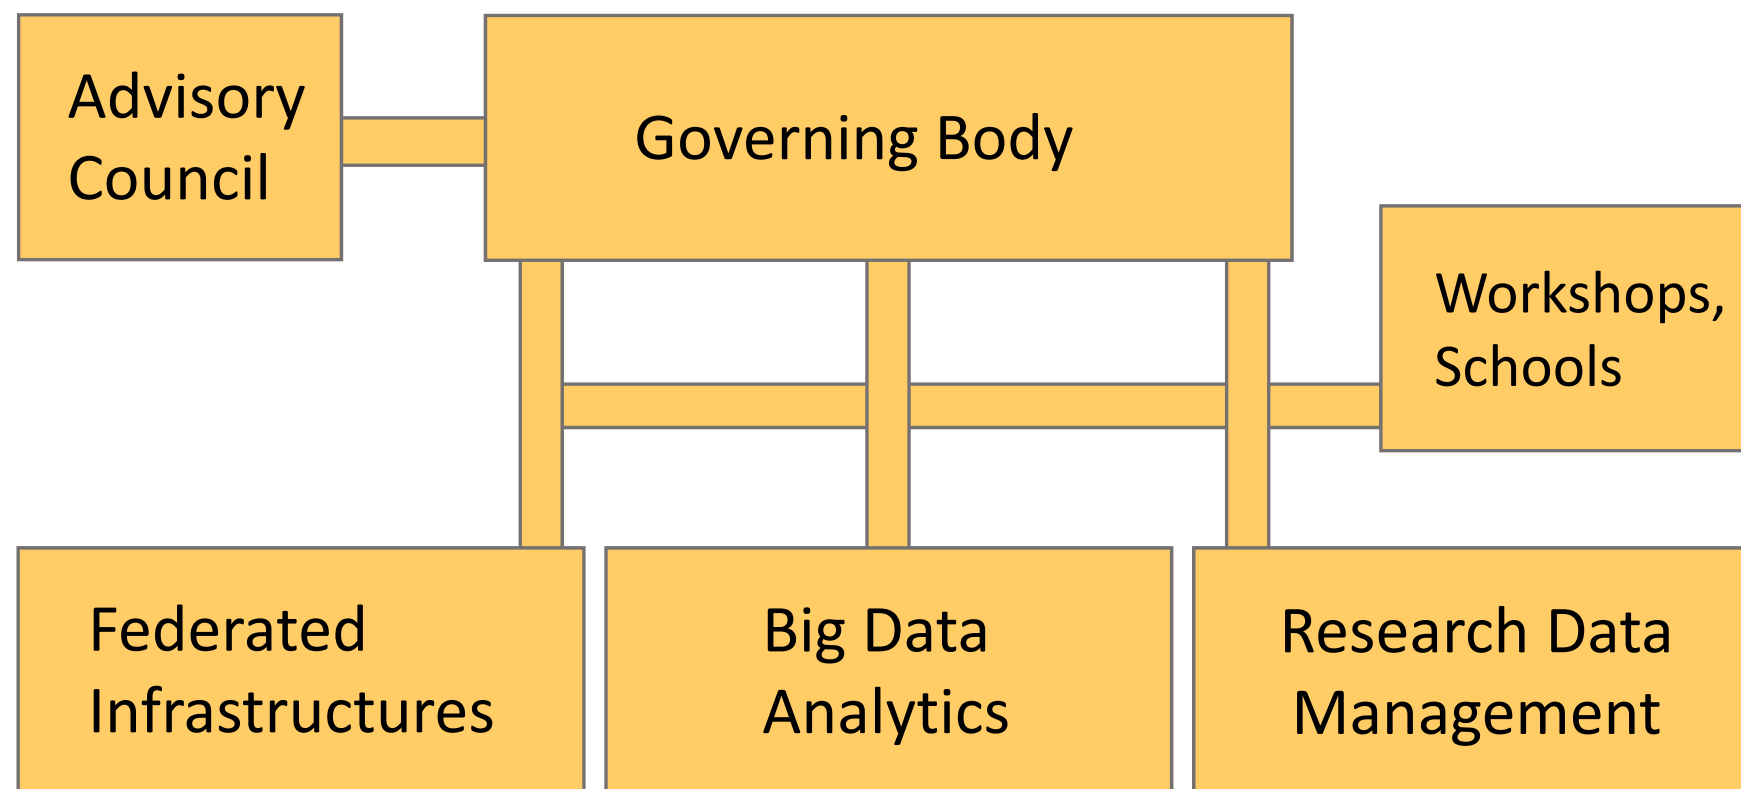 Advisory
Council
Governing Body
Workshops,
Schools
Federated
Infrastructures
Big Data
Analytics
Research Data
Management